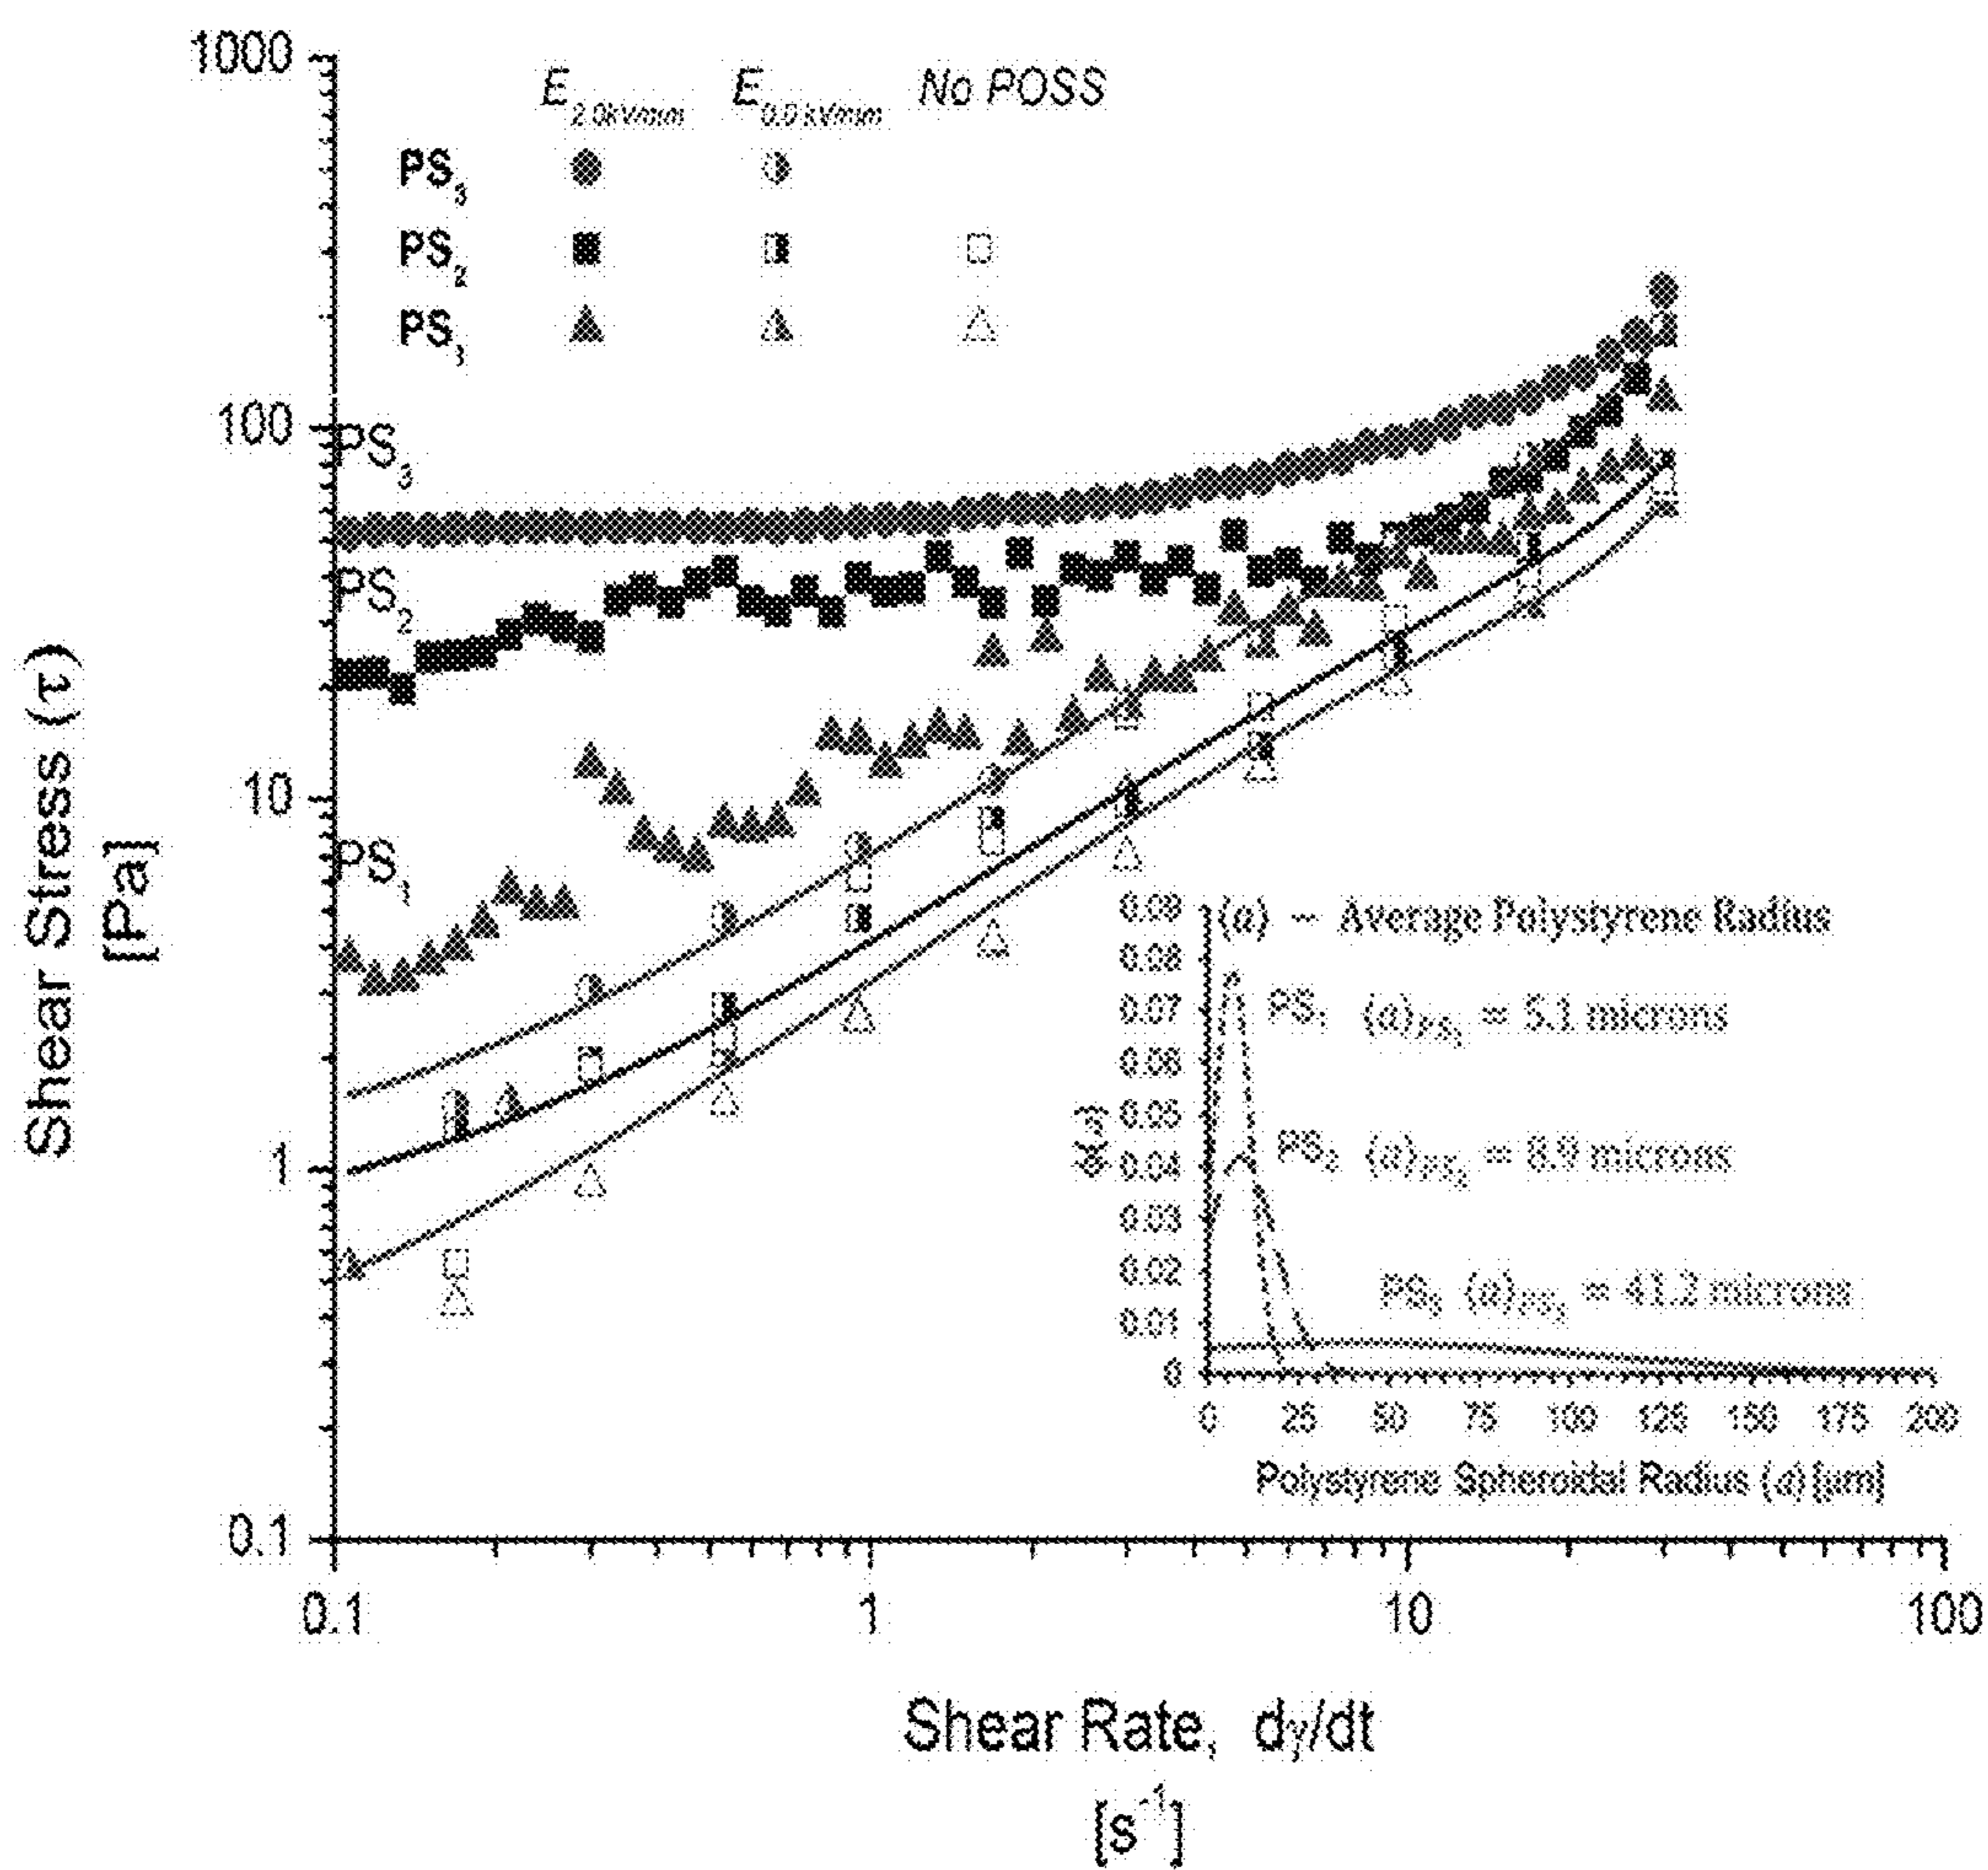 1000
E2.0kV/mm E0.0 kV/mm No POSS
PS3
PS2
PS1
100
PS3
PS2
10
PS1
1
0.1
0.1 1 10 100
Shear Stress (τ)
[Pa]
Shear Rate, dγ/dt
[s-1]
0.09 ⟨a⟩ – Average Polystyrene Radius
0.08
0.07 PS1 ⟨a⟩PS1 = 5.1 microns
0.06
0.05
0.04 PS2 ⟨a⟩PS2 = 8.9 microns
0.03
0.02
PS3 ⟨a⟩PS3 = 41.2 microns
0.01
0
0 25 50 75 100 125 150 175 200
Polystyrene Spheroidal Radius (a) [µm]